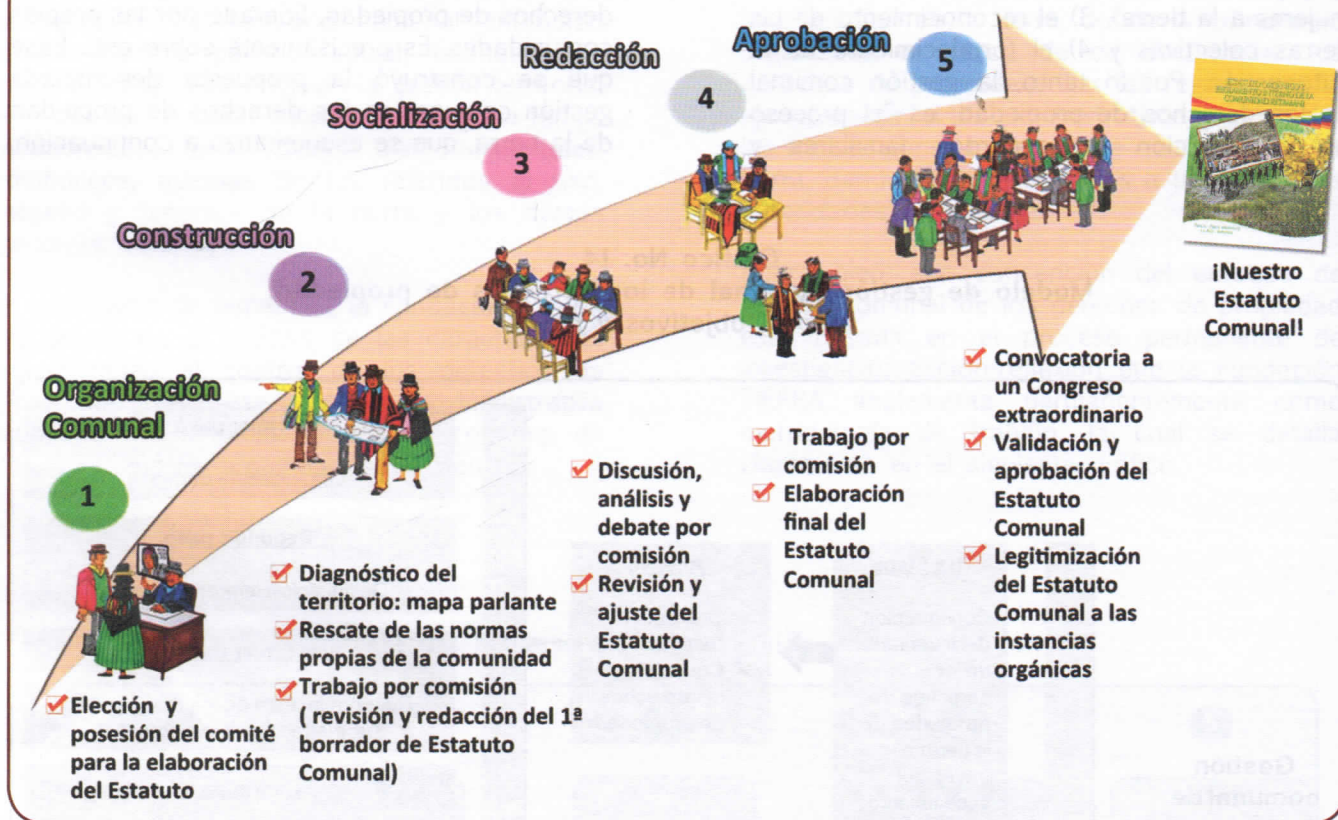 Organización
Comunal
1
Elección y
posesión del comité
para la elaboración
del Estatuto
Construcción
2
Diagnóstico del
territorio: mapa parlante
Rescate de las normas
propias de la comunidad
Trabajo por comisión
( revisión y redacción del 1ª
borrador de Estatuto
Comunal)
Socialización
3
Discusión,
análisis y
debate por
comisión
Revisión y
ajuste del
Estatuto
Comunal
Redacción
4
Trabajo por
comisión
Elaboración
final del
Estatuto
Comunal
Aprobación
5
Convocatoria a
un Congreso
extraordinario
Validación y
aprobación del
Estatuto
Comunal
Legitimización
del Estatuto
Comunal a las
instancias
orgánicas
¡Nuestro
Estatuto
Comunal!